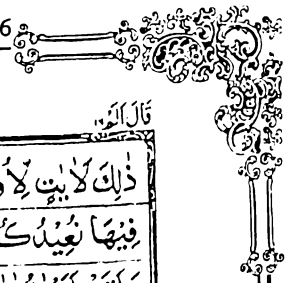 6
قَالَ اَلَمْ
ذٰلِكَ لَاٰيٰتٍ لِّاُو
فِيْهَا نُعِيْدُكُ